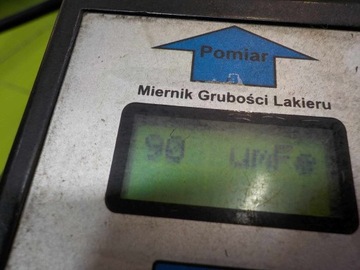 Pomiar
Miernik Grubości Lakieru
90 umFe